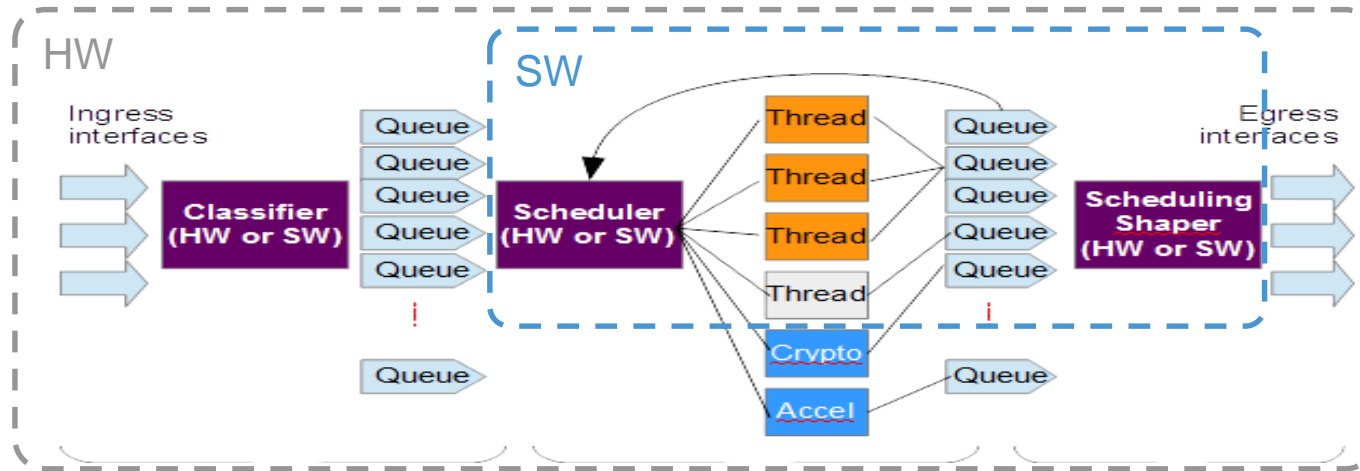 HW
SW
Ingress
interfaces
Classifier
(HW or SW)
Queue
Queue
Queue
Queue
Queue
Queue
Scheduler
(HW or SW)
Thread
Thread
Thread
Thread
Crypto
Accel
Queue
Queue
Queue
Queue
Queue
Queue
Scheduling
Shaper
(HW or SW)
Egress
interfaces